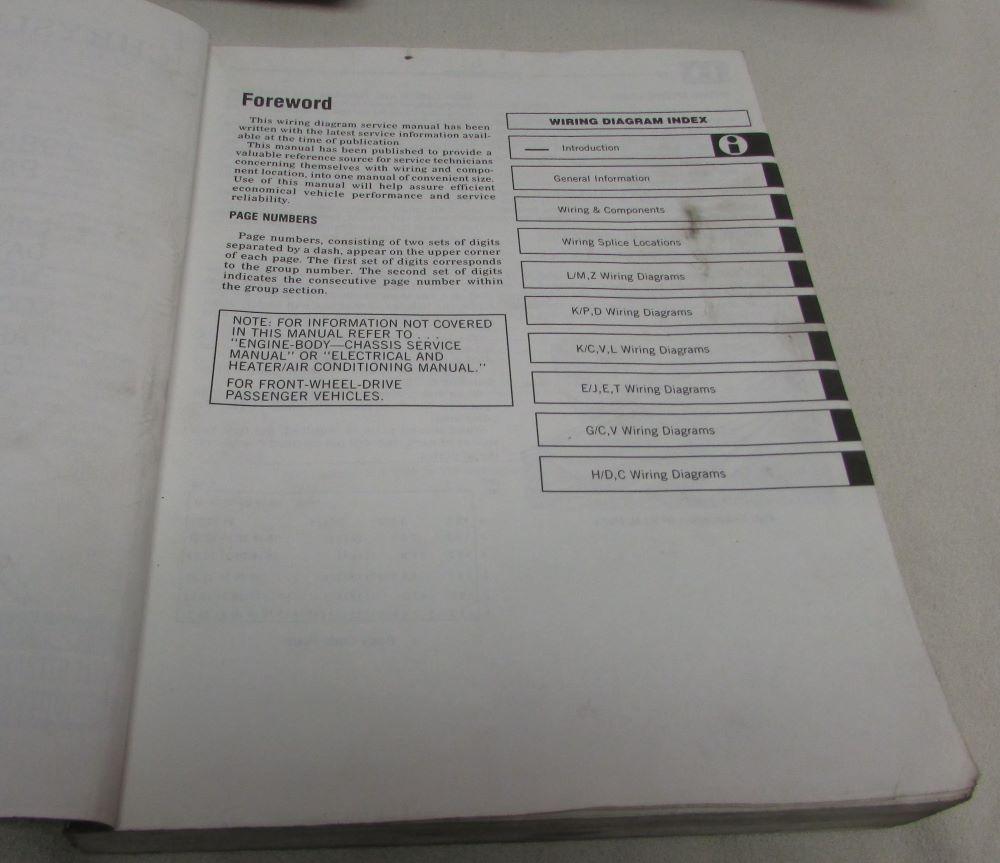 Foreword
This wiring diagram service manual has been
written with the latest service information avail-
able at the time of publication
This manual has been published to provide a
valuable reference source for service technicians
concerning themselves with wiring and compo-
nent location, into one manual of convenient size.
Use of this manual will help assure efficient
economical vehicle performance and service
reliability.
PAGE NUMBERS
Page numbers, consisting of two sets of digits
separated by a dash, appear on the upper corner
of each page. The first set of digits corresponds
to the group number. The second set of digits
indicates the consecutive page number within
the group section.
NOTE: FOR INFORMATION NOT COVERED
IN THIS MANUAL REFER TO . . .
"ENGINE-BODY—CHASSIS SERVICE
MANUAL" OR "ELECTRICAL AND
HEATER/AIR CONDITIONING MANUAL."
FOR FRONT-WHEEL-DRIVE
PASSENGER VEHICLES.
WIRING DIAGRAM INDEX
— Introduction i
General Information
Wiring & Components
Wiring Splice Locations
L/M,Z Wiring Diagrams
K/P,D Wiring Diagrams
K/C,V,L Wiring Diagrams
E/J,E,T Wiring Diagrams
G/C,V Wiring Diagrams
H/D,C Wiring Diagrams